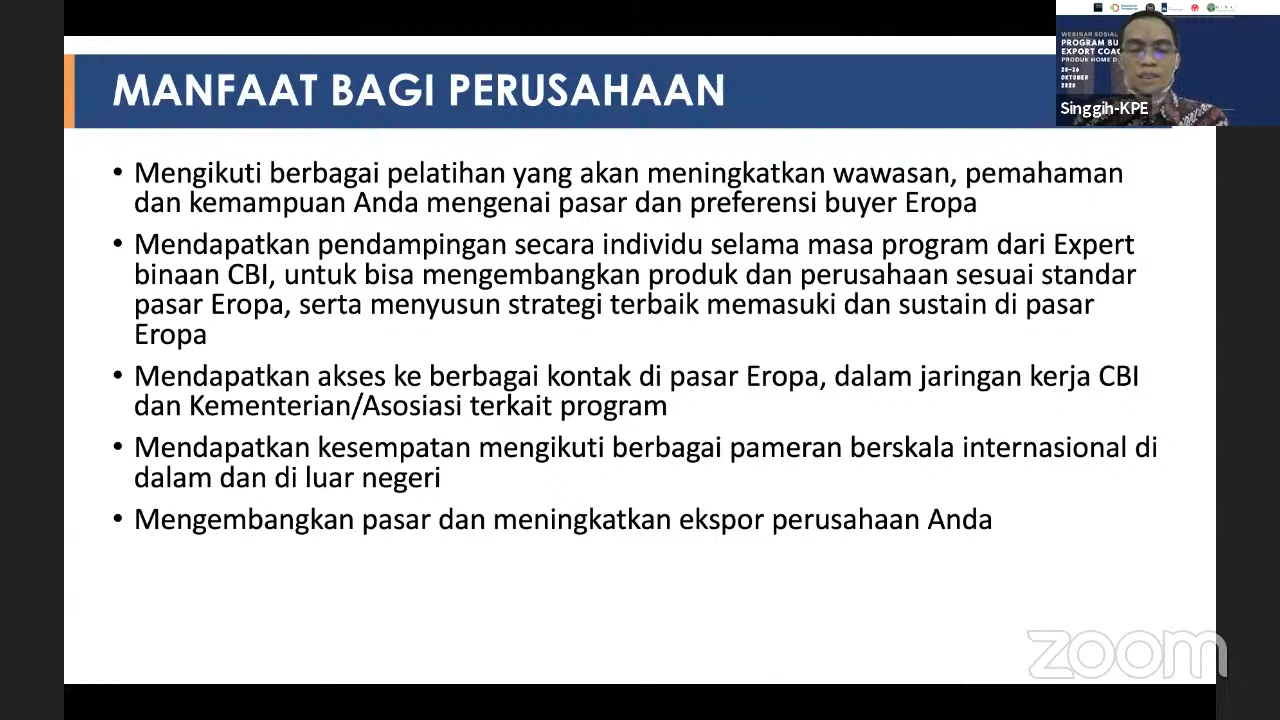 MANFAAT BAGI PERUSAHAAN
WEBINAR SOSIAL
PROGRAM BU
EXPORT COAC
PRODUK HOME D
20-26
OKTOBER
2020
Singgih-KPE
• Mengikuti berbagai pelatihan yang akan meningkatkan wawasan, pemahaman
dan kemampuan Anda mengenai pasar dan preferensi buyer Eropa
• Mendapatkan pendampingan secara individu selama masa program dari Expert
binaan CBI, untuk bisa mengembangkan produk dan perusahaan sesuai standar
pasar Eropa, serta menyusun strategi terbaik memasuki dan sustain di pasar
Eropa
• Mendapatkan akses ke berbagai kontak di pasar Eropa, dalam jaringan kerja CBI
dan Kementerian/Asosiasi terkait program
• Mendapatkan kesempatan mengikuti berbagai pameran berskala internasional di
dalam dan di luar negeri
• Mengembangkan pasar dan meningkatkan ekspor perusahaan Anda
zoom